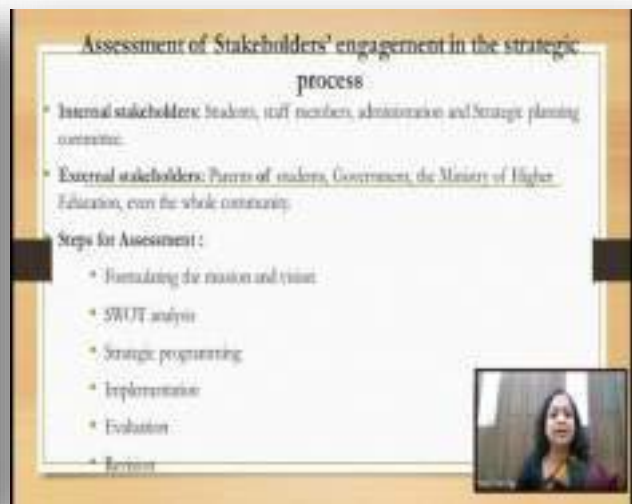 Assessment of Stakeholders' engagement in the strategic
process
• Internal stakeholders: Students, staff members, administration and Strategic planning
committee.
• External stakeholders: Parents of students, Government, the Ministry of Higher
Education, even the whole community.
• Steps for Assessment :
• Formulating the mission and vision
• SWOT analysis
• Strategic programming
• Implementation
• Evaluation
• Revision